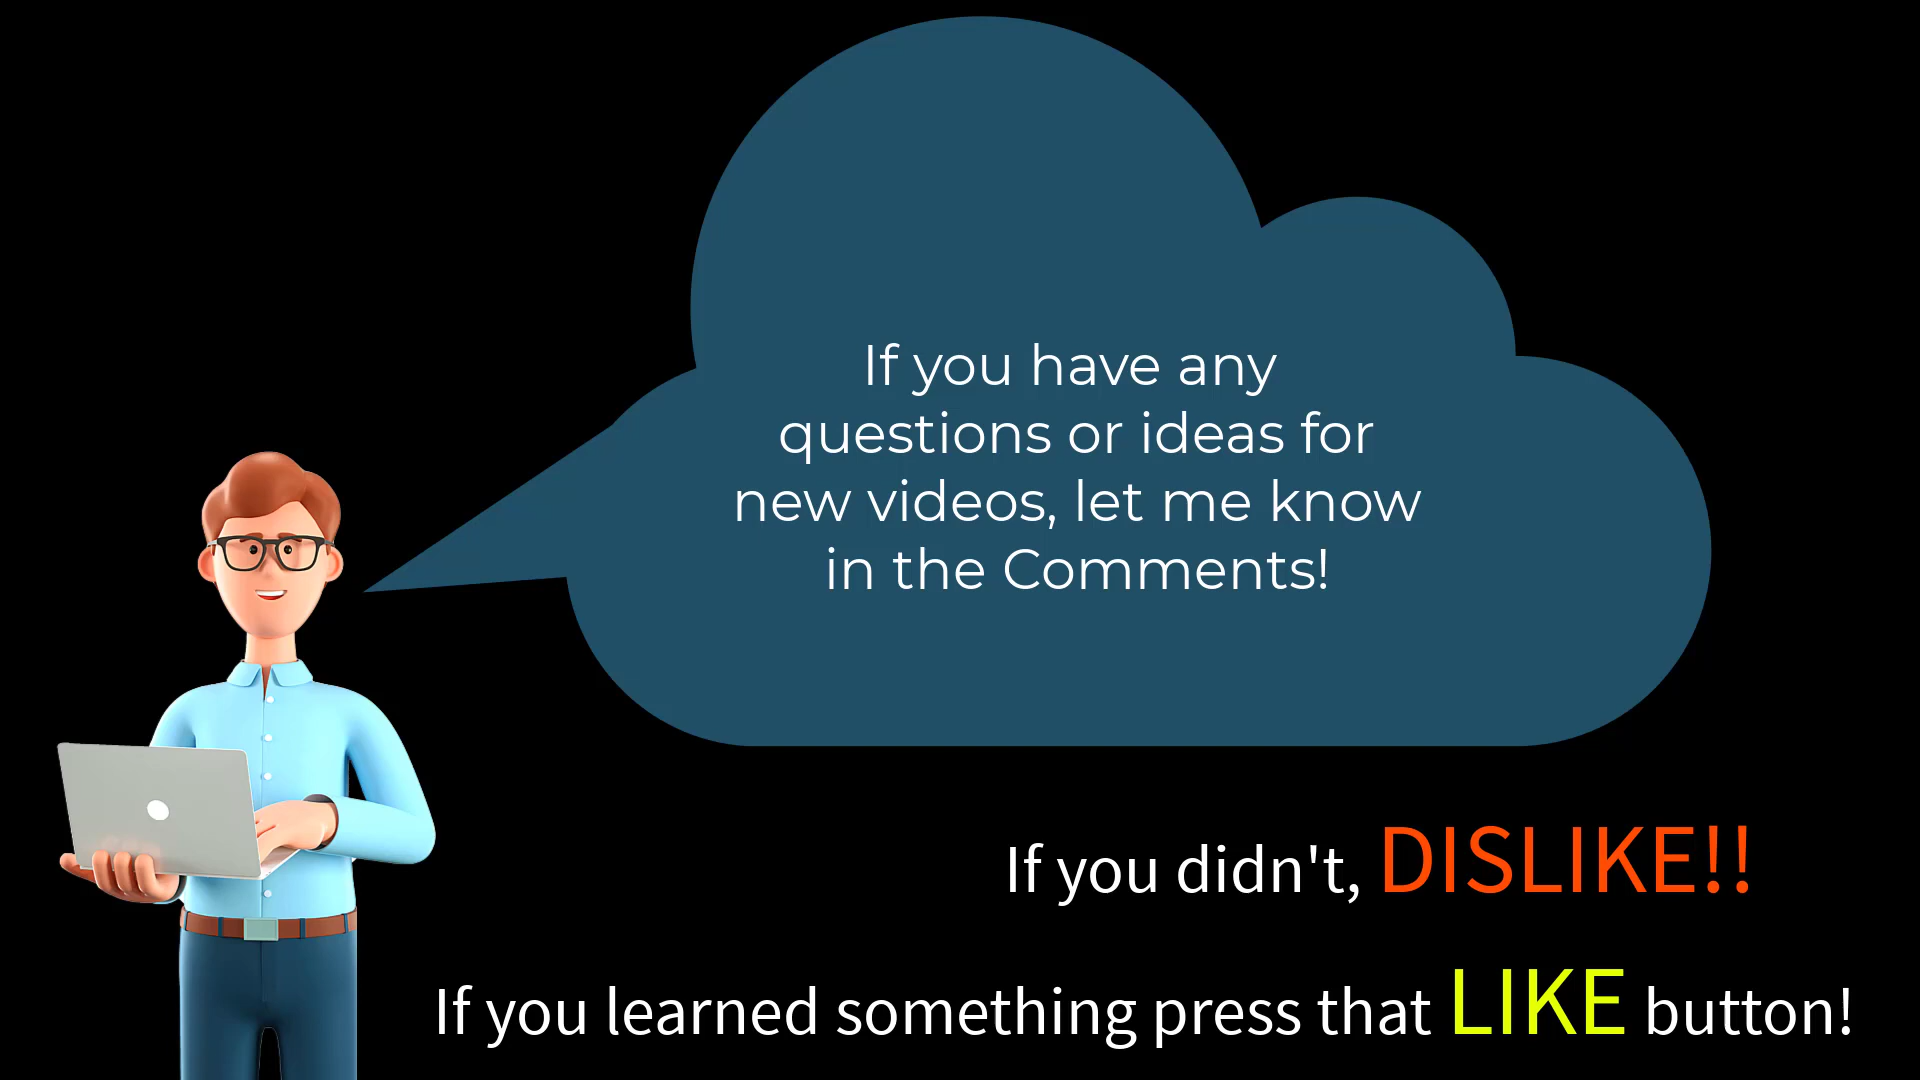 If you have any
questions or ideas for
new videos, let me know
in the Comments!
If you didn't, DISLIKE!!
If you learned something press that LIKE button!